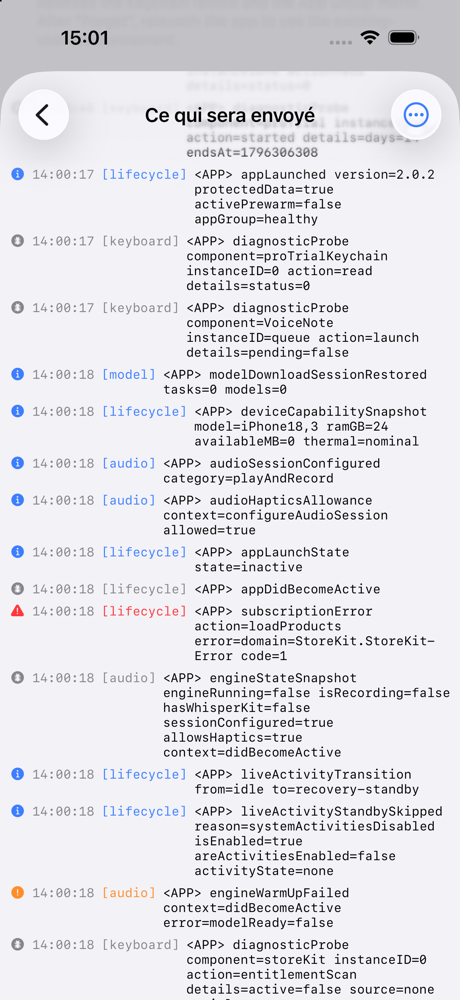 15:01
Ce qui sera envoyé
details=status=0
action=started details=days=14
endsAt=1796306308
14:00:17 [lifecycle] <APP> appLaunched version=2.0.2
protectedData=true
activePrewarm=false
appGroup=healthy
14:00:17 [keyboard] <APP> diagnosticProbe
component=proTrialKeychain
instanceID=0 action=read
details=status=0
14:00:17 [keyboard] <APP> diagnosticProbe
component=VoiceNote
instanceID=queue action=launch
details=pending=false
14:00:18 [model] <APP> modelDownloadSessionRestored
tasks=0 models=0
14:00:18 [lifecycle] <APP> deviceCapabilitySnapshot
model=iPhone18,3 ramGB=24
availableMB=0 thermal=nominal
14:00:18 [audio] <APP> audioSessionConfigured
category=playAndRecord
14:00:18 [audio] <APP> audioHapticsAllowance
context=configureAudioSession
allowed=true
14:00:18 [lifecycle] <APP> appLaunchState
state=inactive
14:00:18 [lifecycle] <APP> appDidBecomeActive
14:00:18 [lifecycle] <APP> subscriptionError
action=loadProducts
error=domain=StoreKit.StoreKit-
Error code=1
14:00:18 [audio] <APP> engineStateSnapshot
engineRunning=false isRecording=false
hasWhisperKit=false
sessionConfigured=true
allowsHaptics=true
context=didBecomeActive
14:00:18 [lifecycle] <APP> liveActivityTransition
from=idle to=recovery-standby
14:00:18 [lifecycle] <APP> liveActivityStandbySkipped
reason=systemActivitiesDisabled
isEnabled=true
areActivitiesEnabled=false
activityState=none
14:00:18 [audio] <APP> engineWarmUpFailed
context=didBecomeActive
error=modelReady=false
14:00:18 [keyboard] <APP> diagnosticProbe
component=storeKit instanceID=0
action=entitlementScan
details=active=false source=none